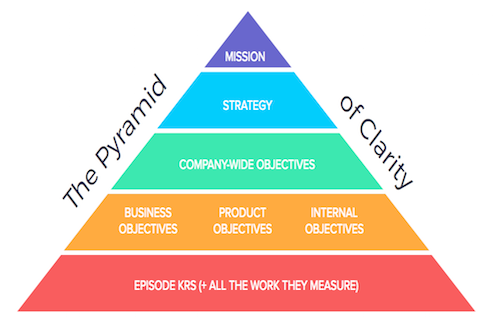 The Pyramid
of Clarity
MISSION
STRATEGY
COMPANY-WIDE OBJECTIVES
BUSINESS OBJECTIVES
PRODUCT OBJECTIVES
INTERNAL OBJECTIVES
EPISODE KRS (+ ALL THE WORK THEY MEASURE)